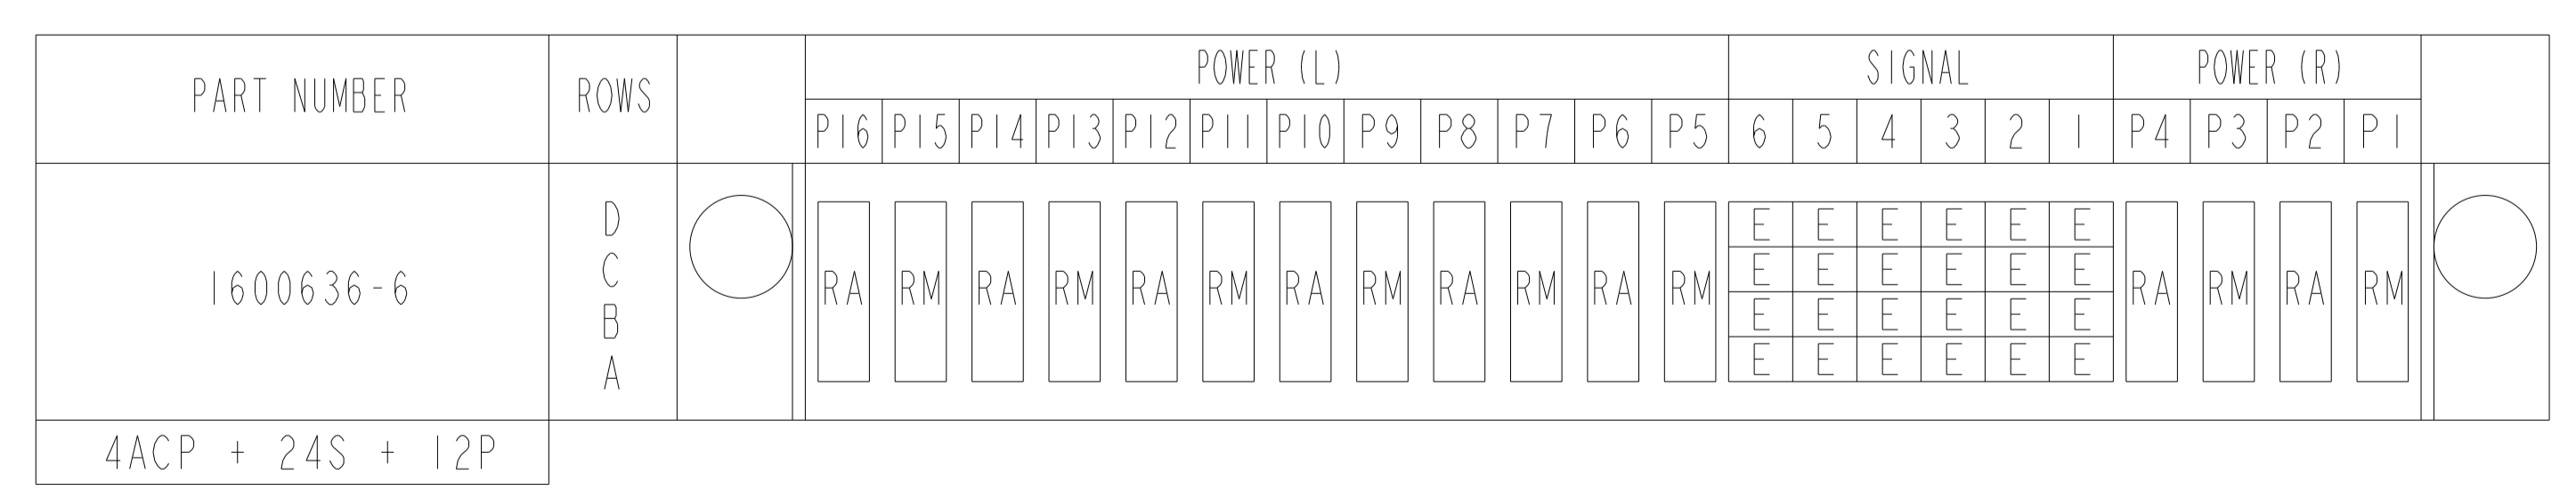 PART NUMBER ROWS POWER (L) SIGNAL POWER (R)
P16 P15 P14 P13 P12 P11 P10 P9 P8 P7 P6 P5 6 5 4 3 2 1 P4 P3 P2 P1
D E E E E E E
C E E E E E E
1600636-6 RA RM RA RM RA RM RA RM RA RM RA RM RA RM RA RM
B E E E E E E
A E E E E E E
4ACP + 24S + 12P